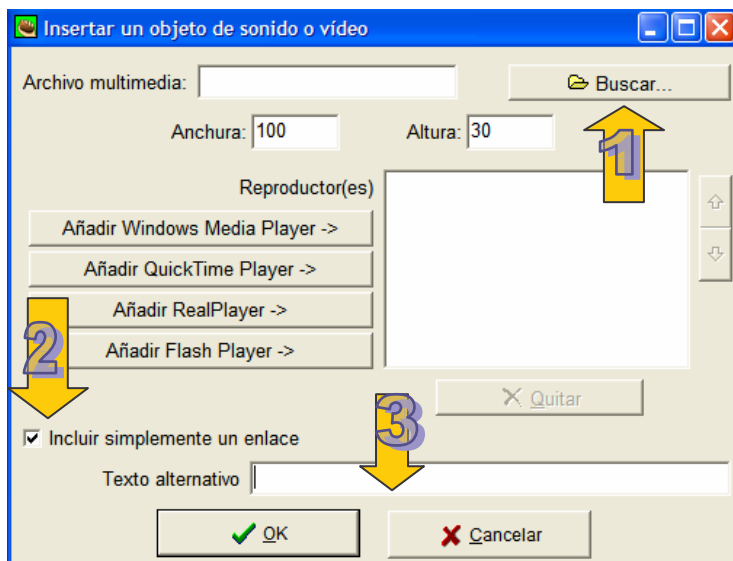 Insertar un objeto de sonido o vídeo
Archivo multimedia:
Buscar...
Anchura: 100 Altura: 30
1
Reproductor(es)
Añadir Windows Media Player ->
Añadir QuickTime Player ->
Añadir RealPlayer ->
Añadir Flash Player ->
2
3
Quitar
Incluir simplemente un enlace
Texto alternativo
OK
Cancelar